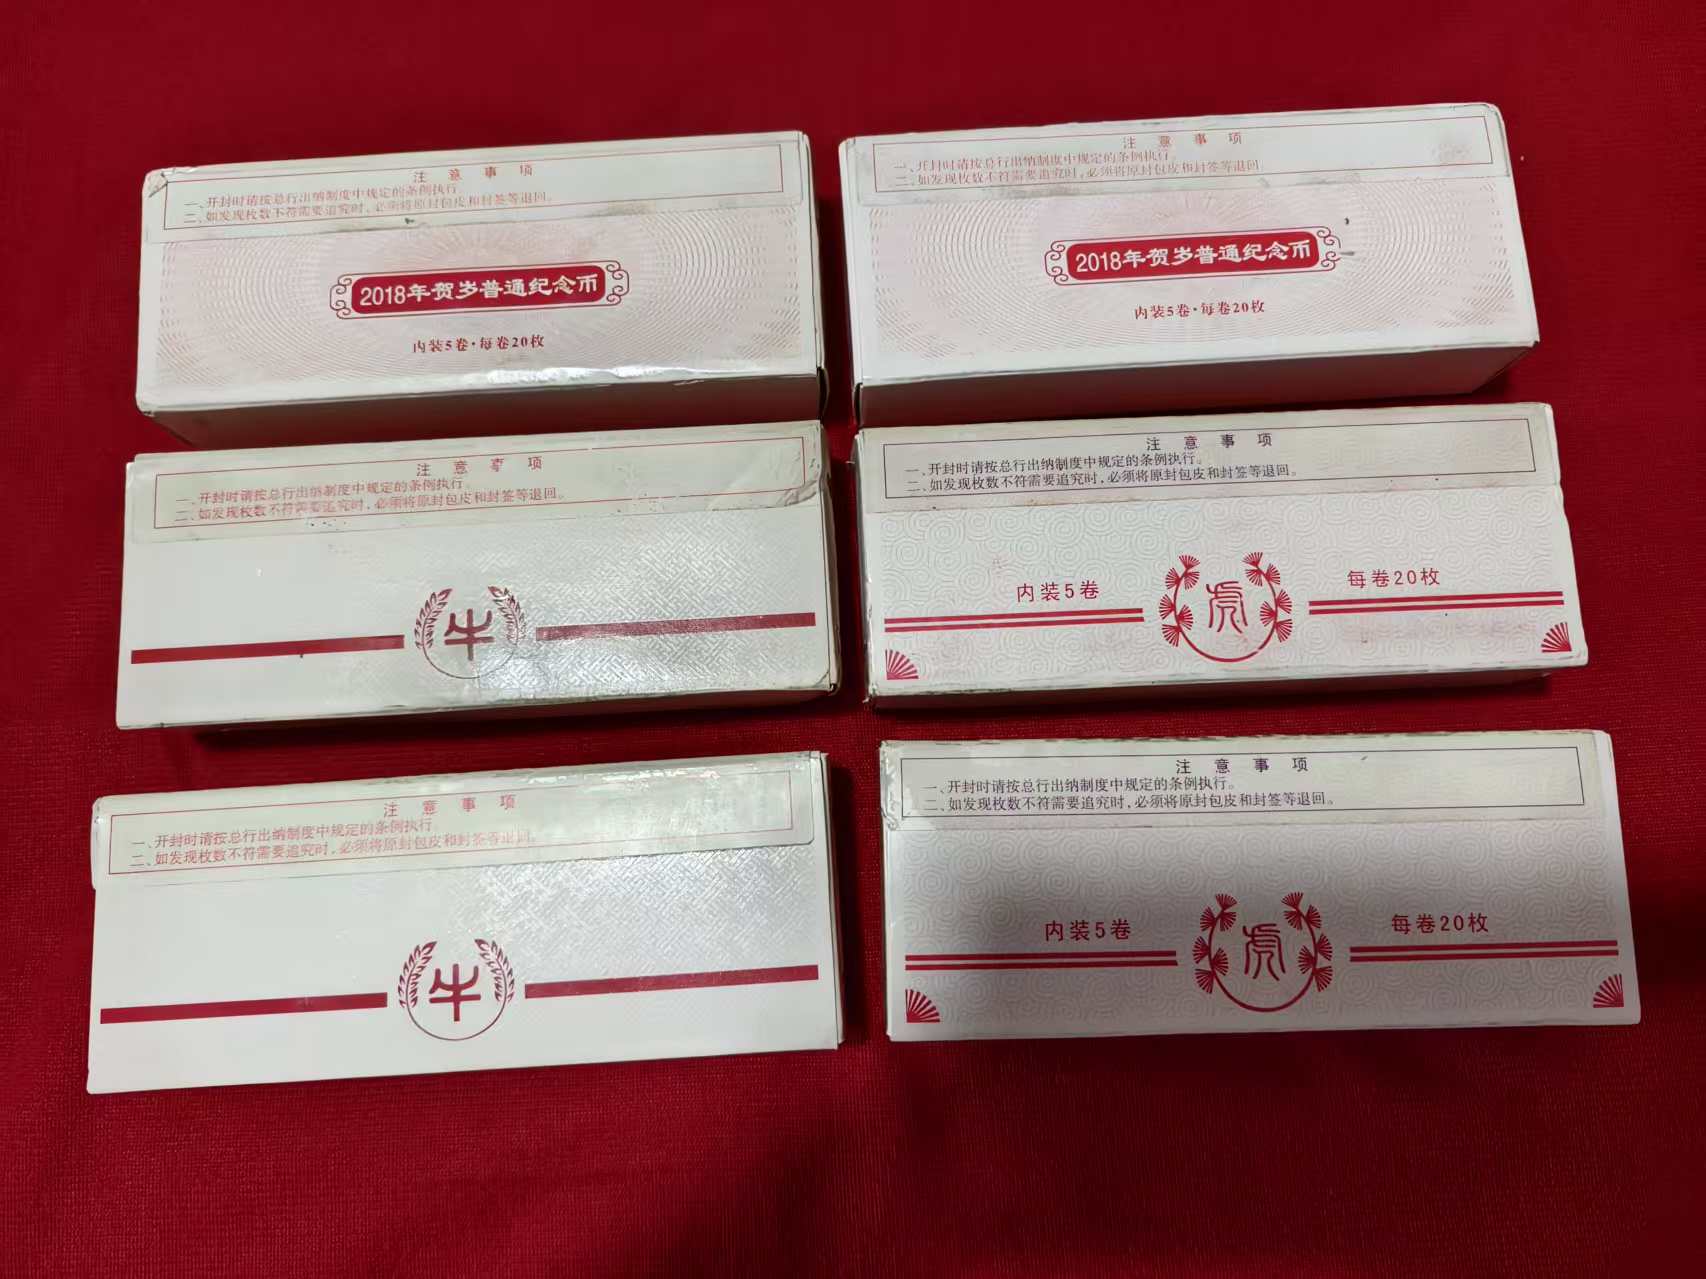 注意事项
一、开封时请按总行出纳制度中规定的条例执行。
二、如发现枚数不符需要追究时，必须将原封包皮和封签等退回。
2018年贺岁普通纪念币
内装5卷·每卷20枚
注意事项
一、开封时请按总行出纳制度中规定的条例执行。
二、如发现枚数不符需要追究时，必须将原封包皮和封签等退回
2018年贺岁普通纪念币
内装5卷·每卷20枚
注意事项
一、开封时请按总行出纳制度中规定的条例执行。
二、如发现枚数不符需要追究时，必须将原封包皮和封签等退回。
牛
注意事项
一、开封时请按总行出纳制度中规定的条例执行。
二、如发现枚数不符需要追究时，必须将原封包皮和封签等退回。
内装5卷 虎 每卷20枚
注意事项
一、开封时请按总行出纳制度中规定的条例执行
二、如发现枚数不符需要追究时，必须将原封包皮和封签等退回。
牛
注意事项
一、开封时请按总行出纳制度中规定的条例执行。
二、如发现枚数不符需要追究时，必须将原封包皮和封签等退回。
内装5卷 虎 每卷20枚